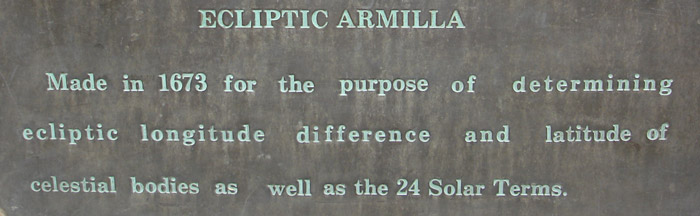 ECLIPTIC ARMILLA
Made in 1673 for the purpose of determining
ecliptic longitude difference and latitude of
celestial bodies as well as the 24 Solar Terms.